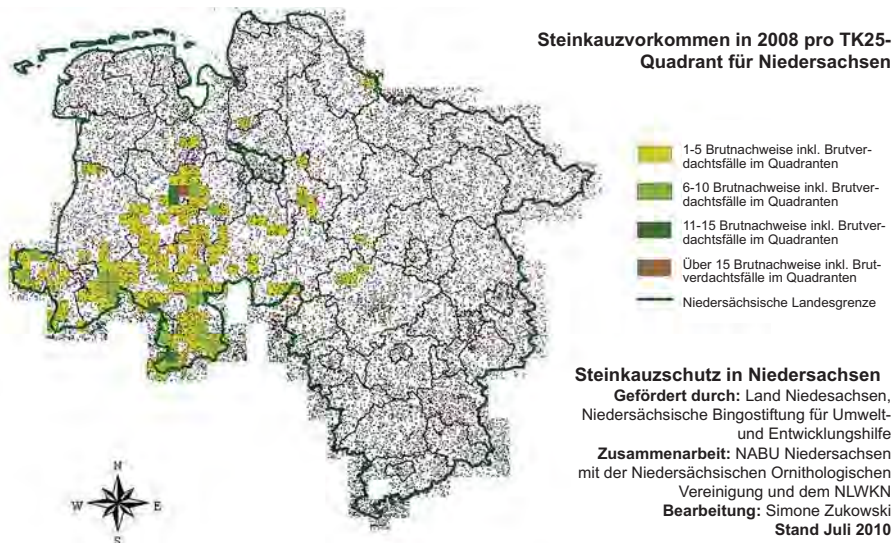 Steinkauzvorkommen in 2008 pro TK25-
Quadrant für Niedersachsen
1-5 Brutnachweise inkl. Brutver-
dachtsfälle im Quadranten
6-10 Brutnachweise inkl. Brutver-
dachtsfälle im Quadranten
11-15 Brutnachweise inkl. Brutver-
dachtsfälle im Quadranten
Über 15 Brutnachweise inkl. Brut-
verdachtsfälle im Quadranten
Niedersächsische Landesgrenze
Steinkauzschutz in Niedersachsen
Gefördert durch: Land Niedesachsen,
Niedersächsische Bingostiftung für Umwelt-
und Entwicklungshilfe
Zusammenarbeit: NABU Niedersachsen
mit der Niedersächsischen Ornithologischen
Vereinigung und dem NLWKN
Bearbeitung: Simone Zukowski
Stand Juli 2010
N
W E
S